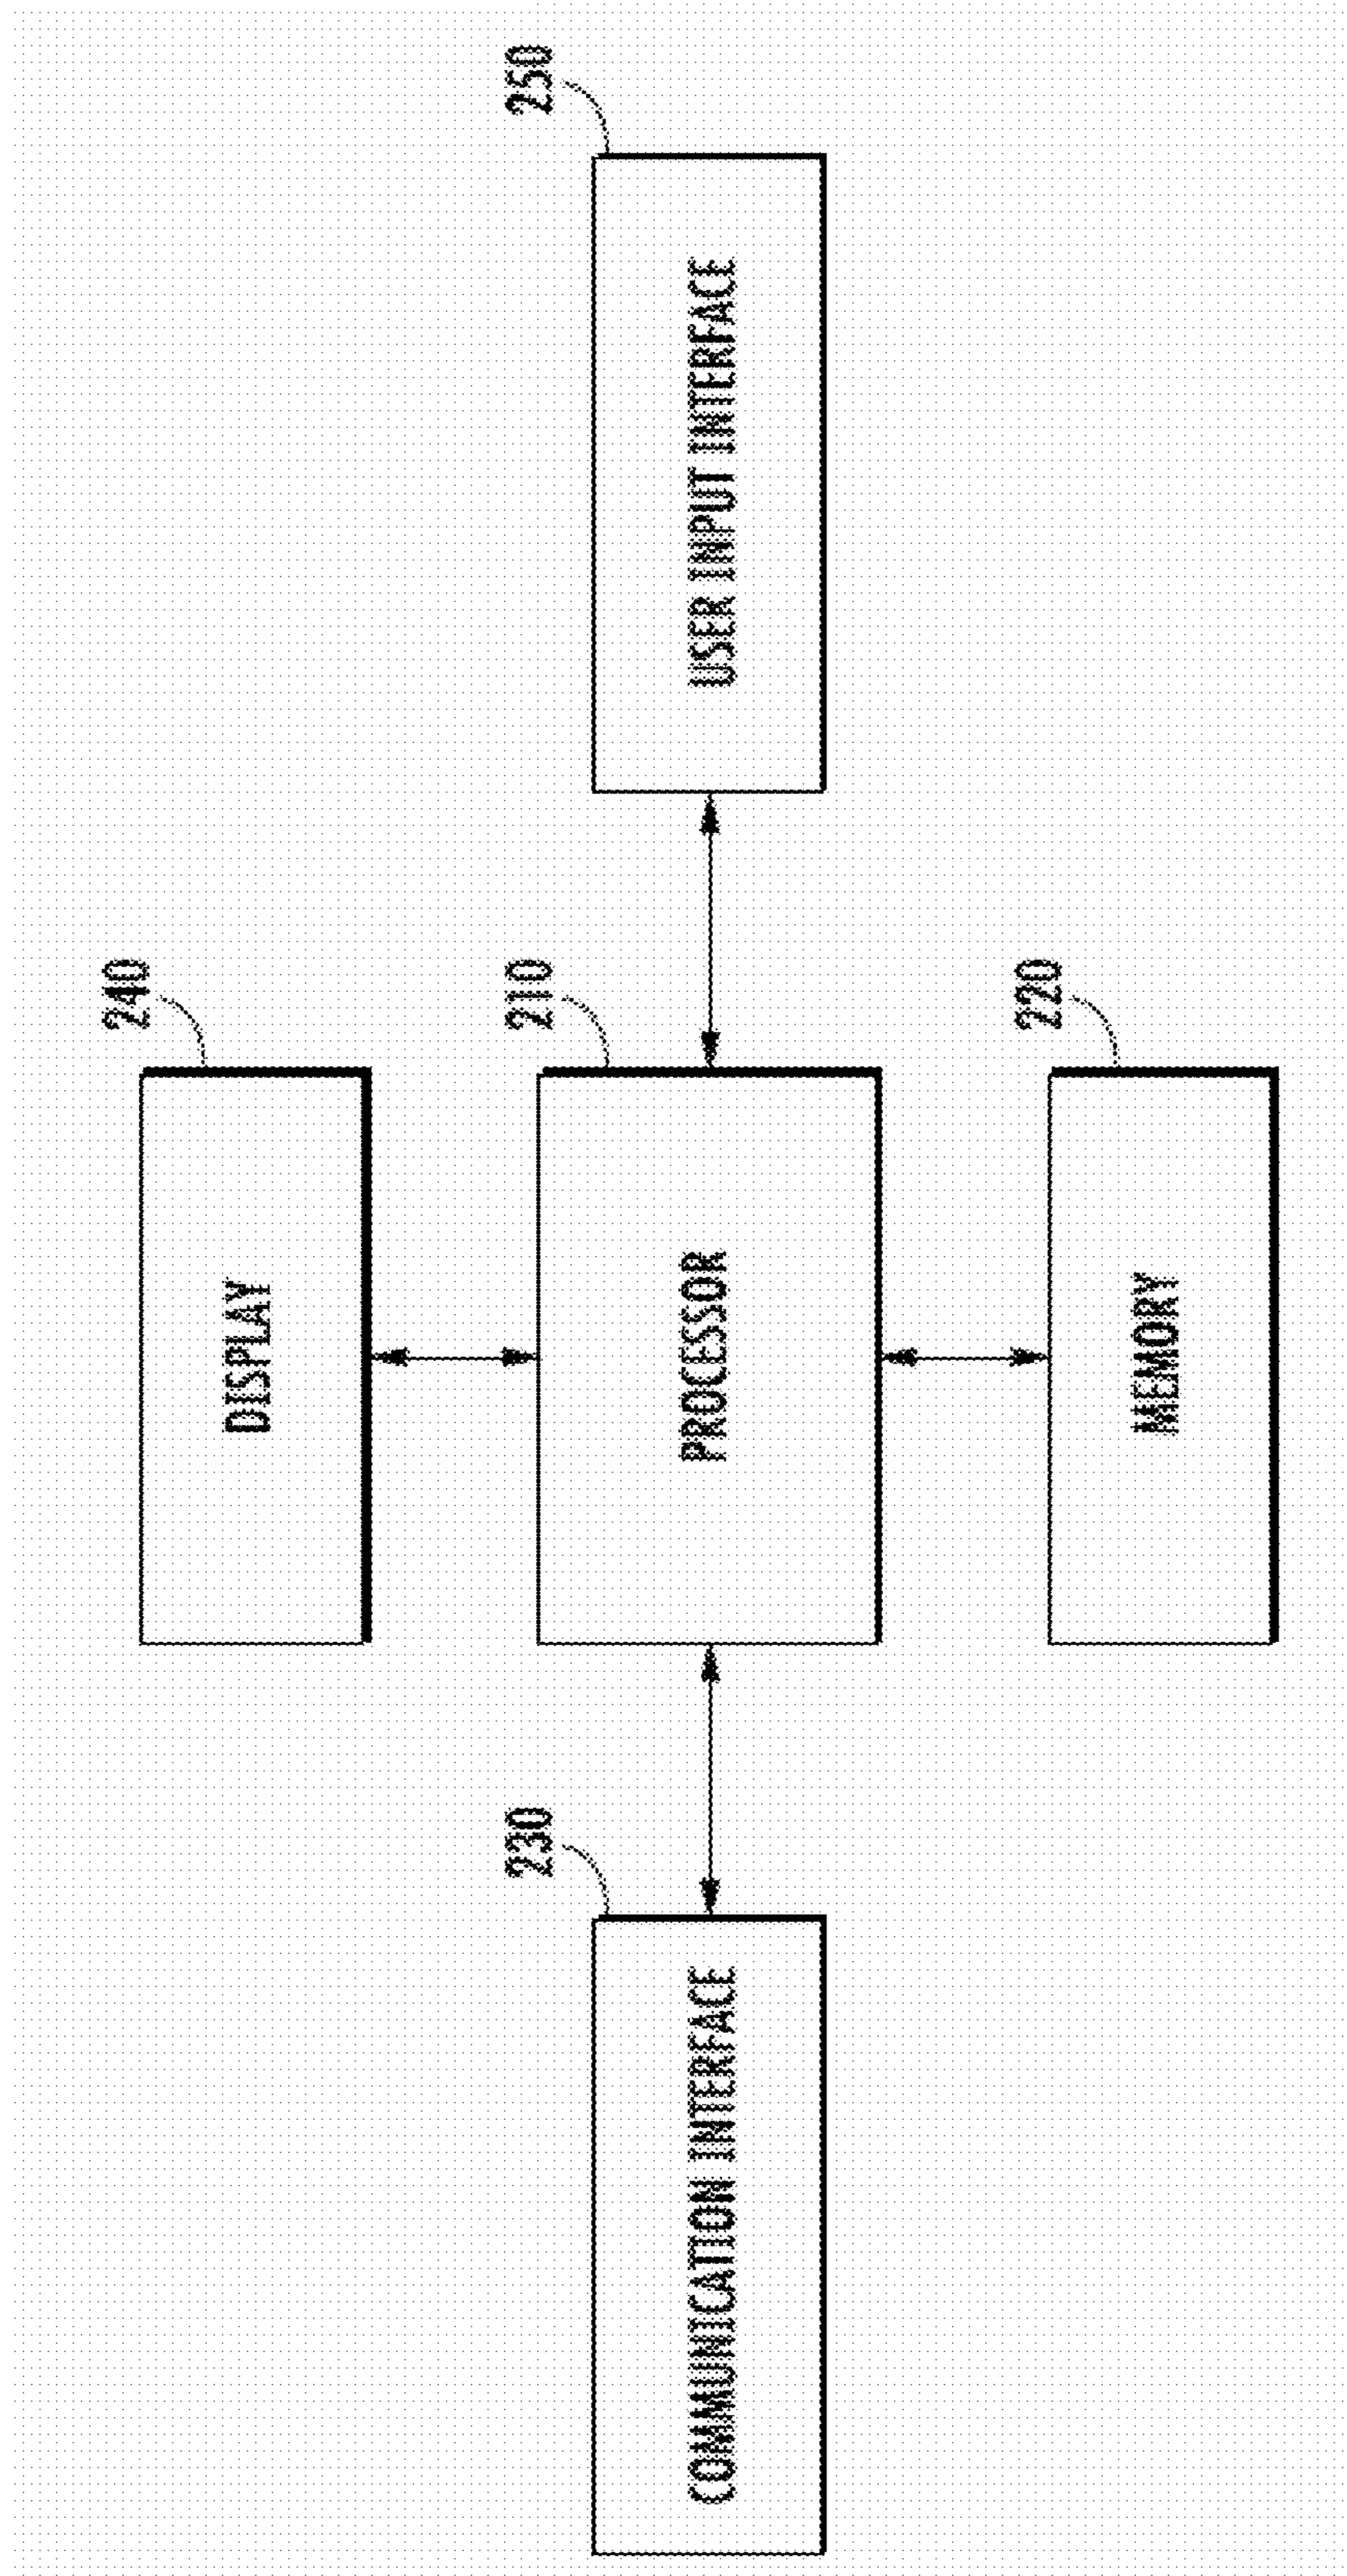 240
DISPLAY
230
COMMUNICATION INTERFACE
210
PROCESSOR
250
USER INPUT INTERFACE
220
MEMORY